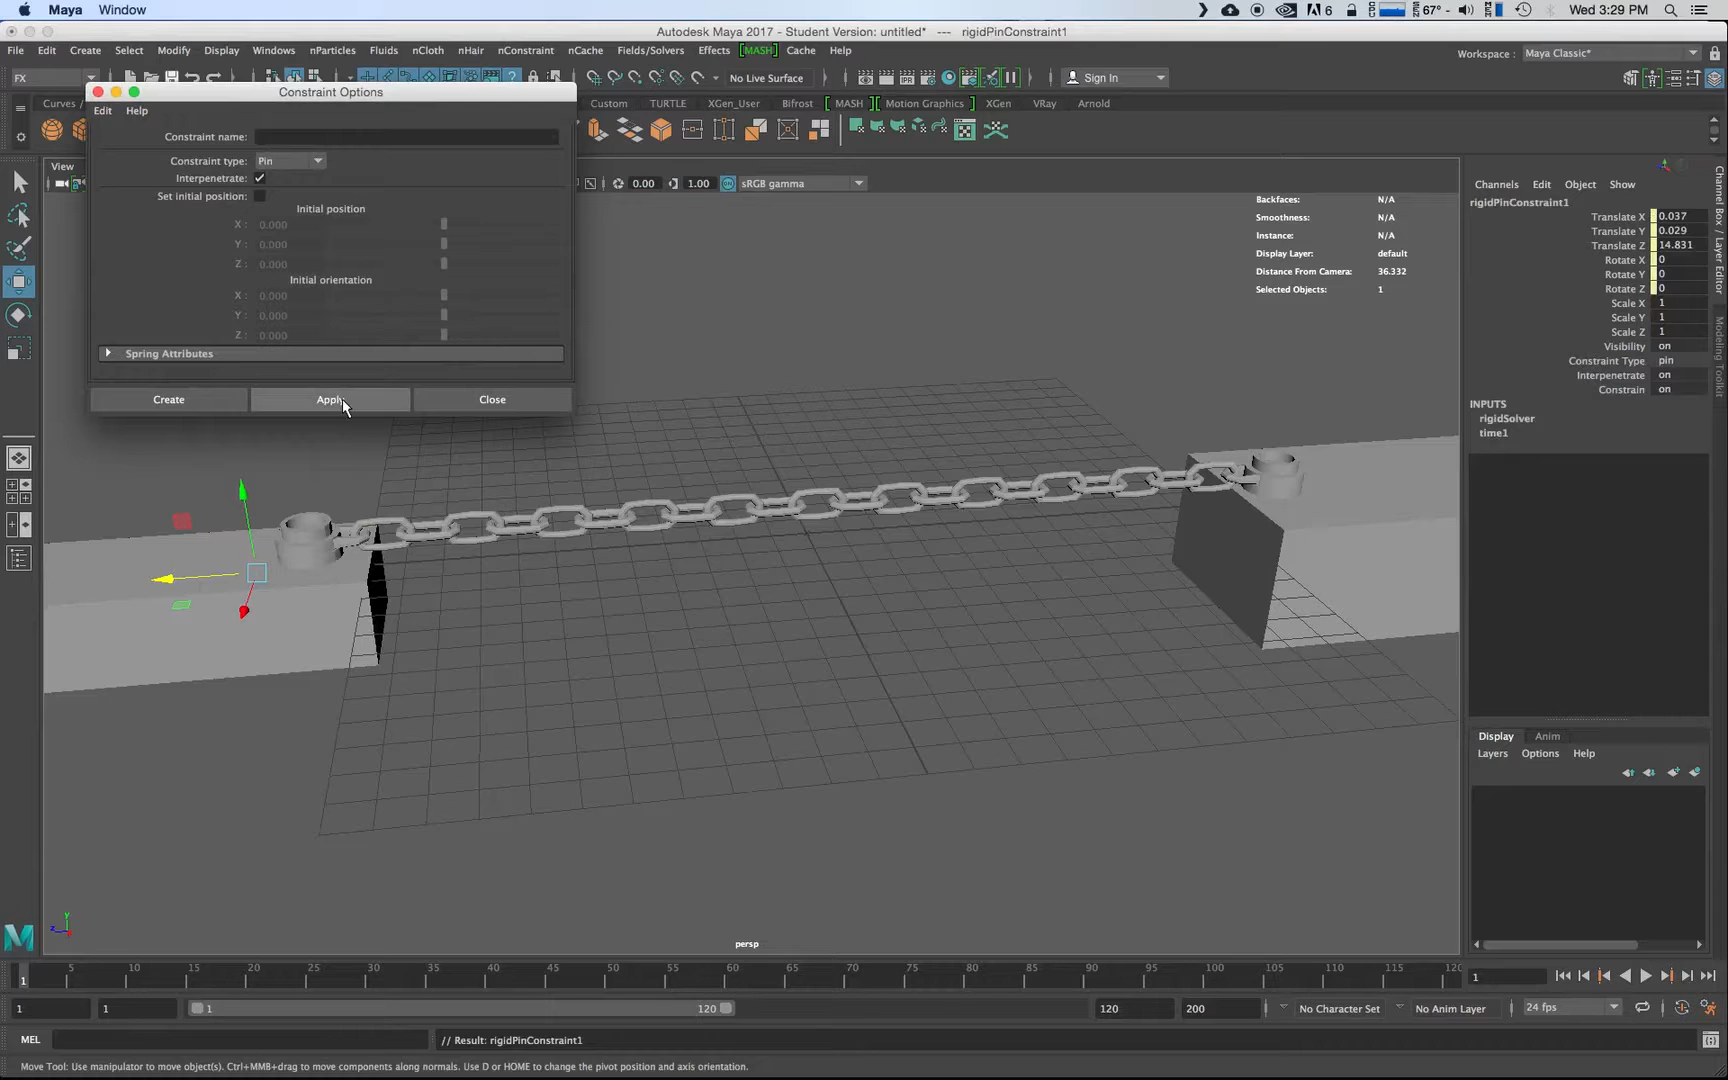 Maya Window
6 67° Wed 3:29 PM
Autodesk Maya 2017 - Student Version: untitled* --- rigidPinConstraint1
File Edit Create Select Modify Display Windows nParticles Fluids nCloth nHair nConstraint nCache Fields/Solvers Effects [MASH] Cache Help
Workspace : Maya Classic*
FX No Live Surface Sign In
Curves / Custom TURTLE XGen_User Bifrost [ MASH ] [ Motion Graphics ] XGen VRay Arnold
Constraint Options
Edit Help
Constraint name:
Constraint type: Pin
Interpenetrate:
Set initial position:
Initial position
X : 0.000
Y : 0.000
Z : 0.000
Initial orientation
X : 0.000
Y : 0.000
Z : 0.000
Spring Attributes
Create Apply Close
View
0.00 1.00 sRGB gamma
Backfaces: N/A
Smoothness: N/A
Instance: N/A
Display Layer: default
Distance From Camera: 36.332
Selected Objects: 1
persp
Channels Edit Object Show
rigidPinConstraint1
Translate X 0.037
Translate Y 0.029
Translate Z 14.831
Rotate X 0
Rotate Y 0
Rotate Z 0
Scale X 1
Scale Y 1
Scale Z 1
Visibility on
Constraint Type pin
Interpenetrate on
Constrain on
INPUTS
rigidSolver
time1
Channel Box / Layer Editor
Modeling Toolkit
Display Anim
Layers Options Help
1 5 10 15 20 25 30 35 40 45 50 55 60 65 70 75 80 85 90 95 100 105 110 115 120 1
1 1 1 120 120 200 No Character Set No Anim Layer 24 fps
MEL // Result: rigidPinConstraint1
Move Tool: Use manipulator to move object(s). Ctrl+MMB+drag to move components along normals. Use D or HOME to change the pivot position and axis orientation.